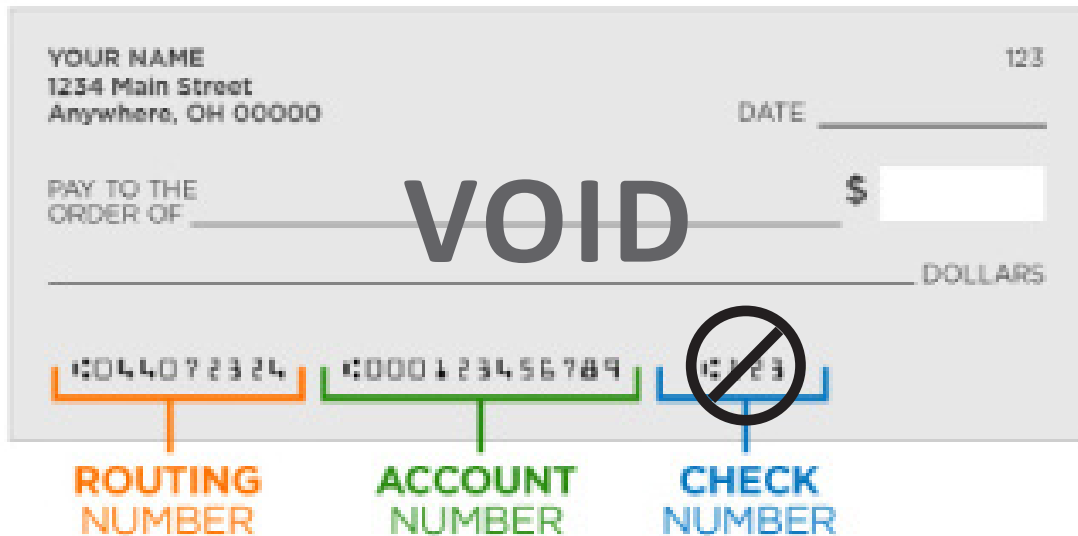 YOUR NAME 123
1234 Main Street
Anywhere, OH 00000
DATE
PAY TO THE
ORDER OF
VOID
$
DOLLARS
⑆044072324 ⑆000123456789 ⑆123
ROUTING
NUMBER
ACCOUNT
NUMBER
CHECK
NUMBER